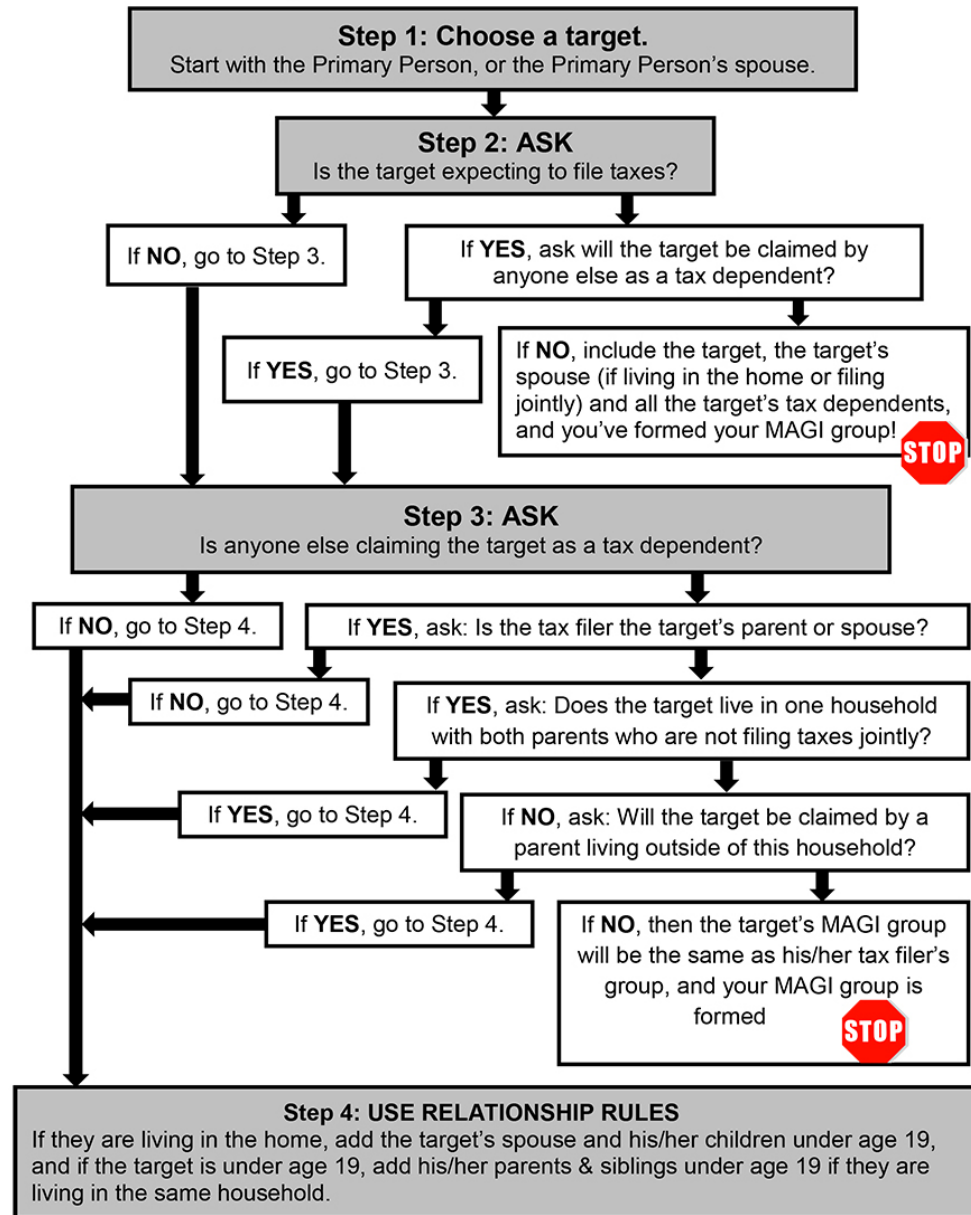 Step 1: Choose a target.
Start with the Primary Person, or the Primary Person's spouse.
Step 2: ASK
Is the target expecting to file taxes?
If NO, go to Step 3.
If YES, ask will the target be claimed by
anyone else as a tax dependent?
If YES, go to Step 3.
If NO, include the target, the target's
spouse (if living in the home or filing
jointly) and all the target's tax dependents,
and you've formed your MAGI group!
STOP
Step 3: ASK
Is anyone else claiming the target as a tax dependent?
If NO, go to Step 4.
If YES, ask: Is the tax filer the target's parent or spouse?
If NO, go to Step 4.
If YES, ask: Does the target live in one household
with both parents who are not filing taxes jointly?
If YES, go to Step 4.
If NO, ask: Will the target be claimed by a
parent living outside of this household?
If YES, go to Step 4.
If NO, then the target's MAGI group
will be the same as his/her tax filer's
group, and your MAGI group is
formed
STOP
Step 4: USE RELATIONSHIP RULES
If they are living in the home, add the target's spouse and his/her children under age 19,
and if the target is under age 19, add his/her parents & siblings under age 19 if they are
living in the same household.